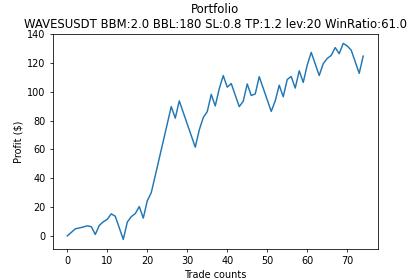 Portfolio
WAVESUSDT BBM:2.0 BBL:180 SL:0.8 TP:1.2 lev:20 WinRatio:61.0
140
120
100
80
60
40
20
0
Profit ($)
0 10 20 30 40 50 60 70
Trade counts